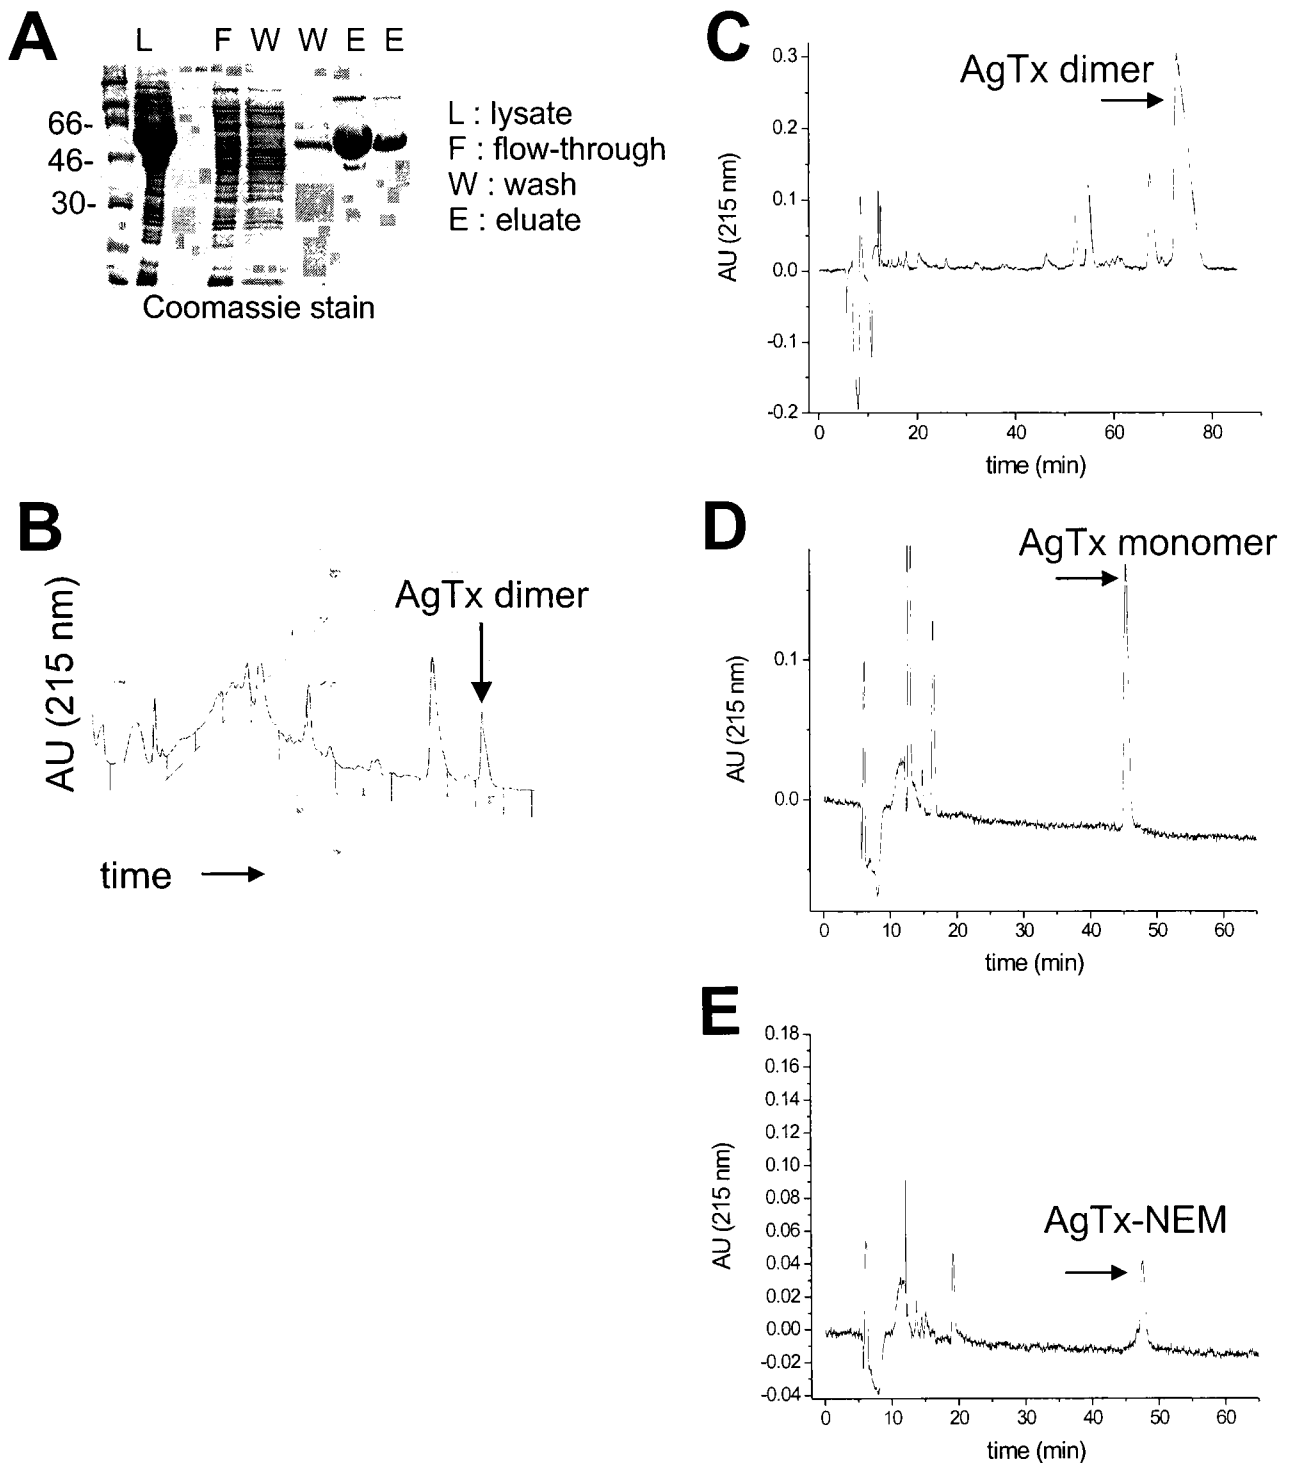 A
L F W W E E
66-
46-
30-
L : lysate
F : flow-through
W : wash
E : eluate
Coomassie stain
B
AU (215 nm)
AgTx dimer
time
C
AgTx dimer
AU (215 nm)
0.3
0.2
0.1
0.0
-0.1
-0.2
0 20 40 60 80
time (min)
D
AgTx monomer
AU (215 nm)
0.1
0.0
0 10 20 30 40 50 60
time (min)
E
AgTx-NEM
AU (215 nm)
0.18
0.16
0.14
0.12
0.10
0.08
0.06
0.04
0.02
0.00
-0.02
-0.04
0 10 20 30 40 50 60
time (min)